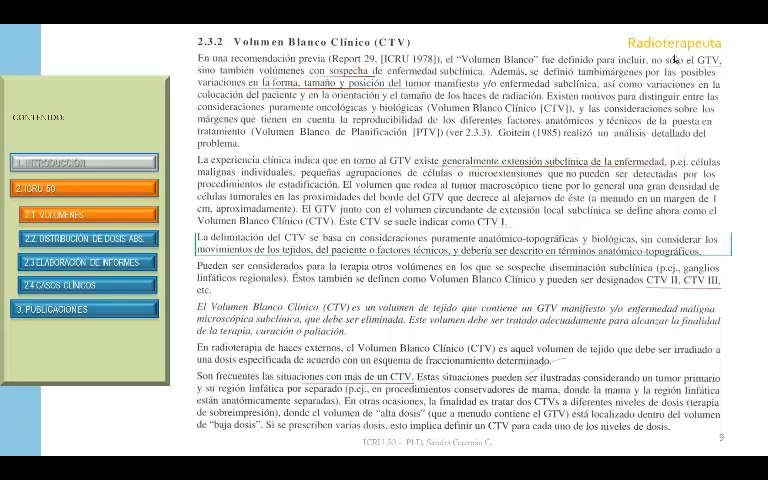 Radioterapeuta
2.3.2 Volumen Blanco Clínico (CTV)
En una recomendación previa (Report 29, [ICRU 1978]), el "Volumen Blanco" fue definido para incluir, no solo el GTV,
sino también volúmenes con sospecha de enfermedad subclínica. Además, se definió tambimárgenes por las posibles
variaciones en la forma, tamaño y posición del tumor manifiesto y/o enfermedad subclínica, así como variaciones en la
colocación del paciente y en la orientación y el tamaño de los haces de radiación. Existen motivos para distinguir entre las
consideraciones puramente oncológicas y biológicas (Volumen Blanco Clínico [CTV]), y las consideraciones sobre los
márgenes que tienen en cuenta la reproducibilidad de los diferentes factores anatómicos y técnicos de la puesta en
tratamiento (Volumen Blanco de Planificación [PTV]) (ver 2.3.3). Goitein (1985) realizó un análisis detallado del
problema.
La experiencia clínica indica que en torno al GTV existe generalmente extensión subclínica de la enfermedad, p.ej. células
malignas individuales, pequeñas agrupaciones de células o microextensiones que no pueden ser detectadas por los
procedimientos de estadificación. El volumen que rodea al tumor macroscópico tiene por lo general una gran densidad de
células tumorales en las proximidades del borde del GTV que decrece al alejarnos de éste (a menudo en un margen de 1
cm, aproximadamente). El GTV junto con el volumen circundante de extensión local subclínica se define ahora como el
Volumen Blanco Clínico (CTV). Este CTV se suele indicar como CTV I.
La delimitación del CTV se basa en consideraciones puramente anatómico-topográficas y biológicas, sin considerar los
movimientos de los tejidos, del paciente o factores técnicos, y debería ser descrito en términos anatómico-topográficos.
Pueden ser considerados para la terapia otros volúmenes en los que se sospeche diseminación subclínica (p.ej., ganglios
linfáticos regionales). Éstos también se definen como Volumen Blanco Clínico y pueden ser designados CTV II, CTV III,
etc.
El Volumen Blanco Clínico (CTV) es un volumen de tejido que contiene un GTV manifiesto y/o enfermedad maligna
microscópica subclínica, que debe ser eliminada. Este volumen debe ser tratado adecuadamente para alcanzar la finalidad
de la terapia, curación o paliación.
En radioterapia de haces externos, el Volumen Blanco Clínico (CTV) es aquel volumen de tejido que debe ser irradiado a
una dosis especificada de acuerdo con un esquema de fraccionamiento determinado.
Son frecuentes las situaciones con más de un CTV. Estas situaciones pueden ser ilustradas considerando un tumor primario
y su región linfática por separado (p.ej., en procedimientos conservadores de mama, donde la mama y la región linfática
están anatómicamente separadas). En otras ocasiones, la finalidad es tratar dos CTVs a diferentes niveles de dosis (terapia
de sobreimpresión), donde el volumen de "alta dosis" (que a menudo contiene el GTV) está localizado dentro del volumen
de "baja dosis". Si se prescriben varias dosis, esto implica definir un CTV para cada uno de los niveles de dosis.
CONTENIDO:
1. INTRODUCCIÓN
2. ICRU 50
2.1. VOLÚMENES
2.2. DISTRIBUCIÓN DE DOSIS ABS.
2.3 ELABORACIÓN DE INFORMES
2.4 CASOS CLÍNICOS
3. PUBLICACIONES
ICRU 50 - PhD. Sandra Guzmán C.
9